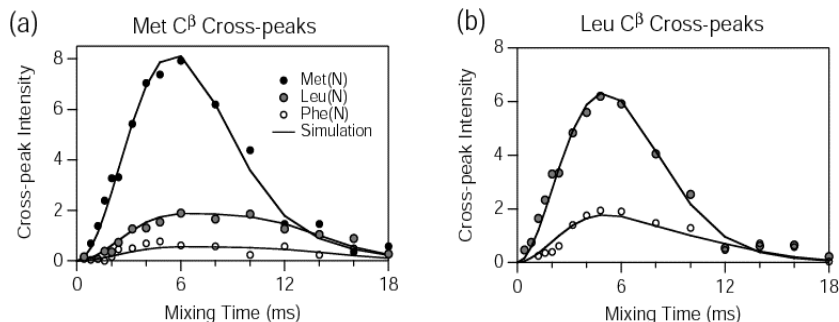 (a)
Met Cᵝ Cross-peaks
8
6
4
2
0
Cross-peak Intensity
Met(N)
Leu(N)
Phe(N)
Simulation
0
6
12
18
Mixing Time (ms)
(b)
Leu Cᵝ Cross-peaks
8
6
4
2
0
Cross-peak Intensity
0
6
12
18
Mixing Time (ms)